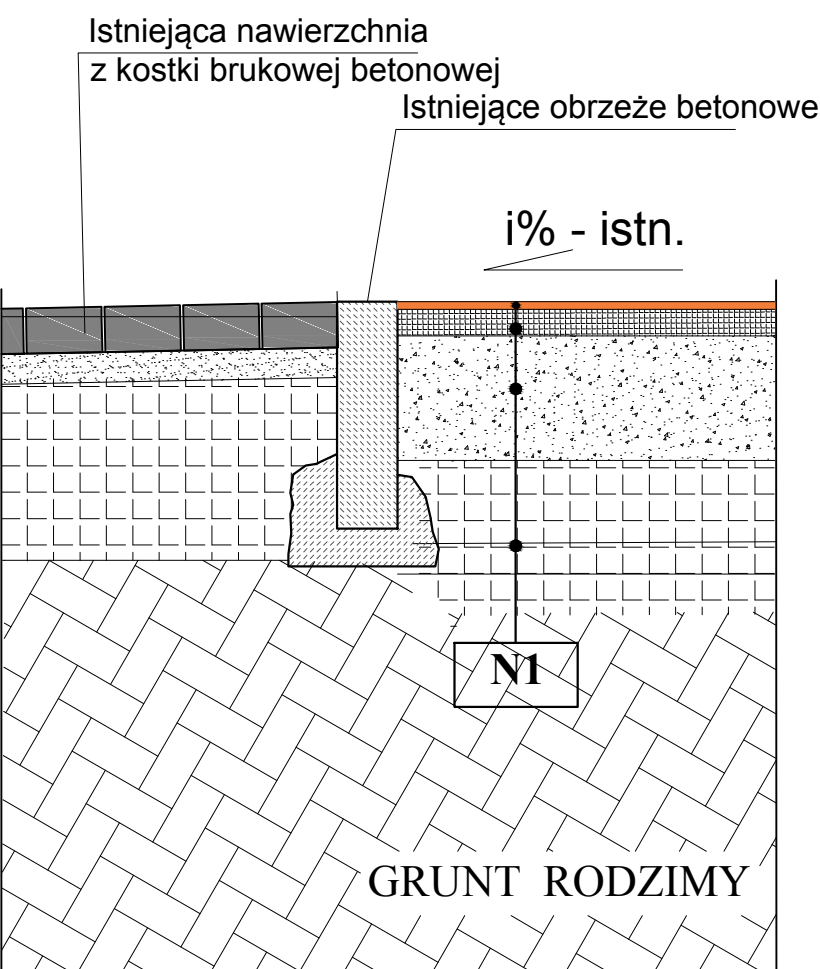 Istniejąca nawierzchnia
z kostki brukowej betonowej
Istniejące obrzeże betonowe
i% - istn.
N1
GRUNT RODZIMY